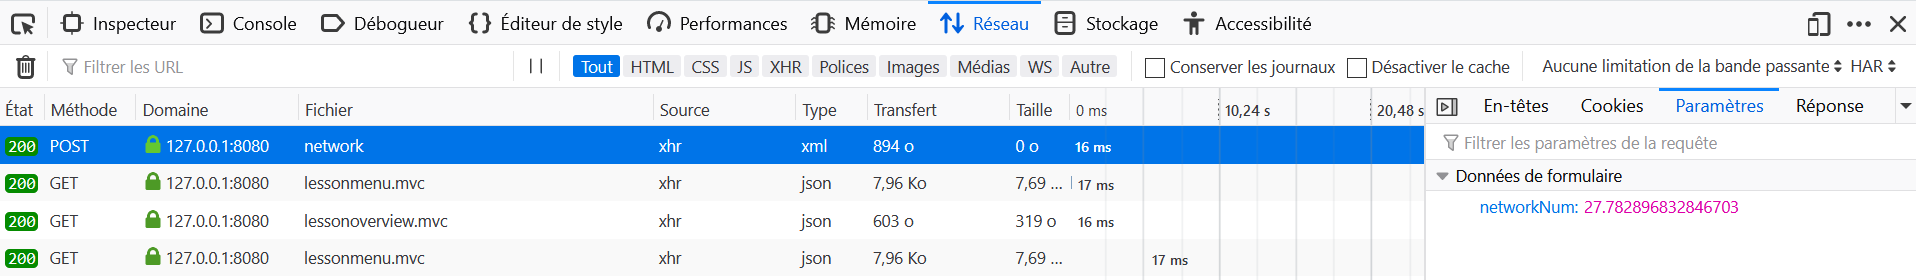 Inspecteur Console Débogueur Éditeur de style Performances Mémoire Réseau Stockage Accessibilité
Filtrer les URL Tout HTML CSS JS XHR Polices Images Médias WS Autre Conserver les journaux Désactiver le cache Aucune limitation de la bande passante HAR
État Méthode Domaine Fichier Source Type Transfert Taille 0 ms 10,24 s 20,48 s
200 POST 127.0.0.1:8080 network xhr xml 894 o 0 o 16 ms
200 GET 127.0.0.1:8080 lessonmenu.mvc xhr json 7,96 Ko 7,69 ... 17 ms
200 GET 127.0.0.1:8080 lessonoverview.mvc xhr json 603 o 319 o 16 ms
200 GET 127.0.0.1:8080 lessonmenu.mvc xhr json 7,96 Ko 7,69 ... 17 ms
En-têtes Cookies Paramètres Réponse
Filtrer les paramètres de la requête
Données de formulaire
networkNum: 27.782896832846703